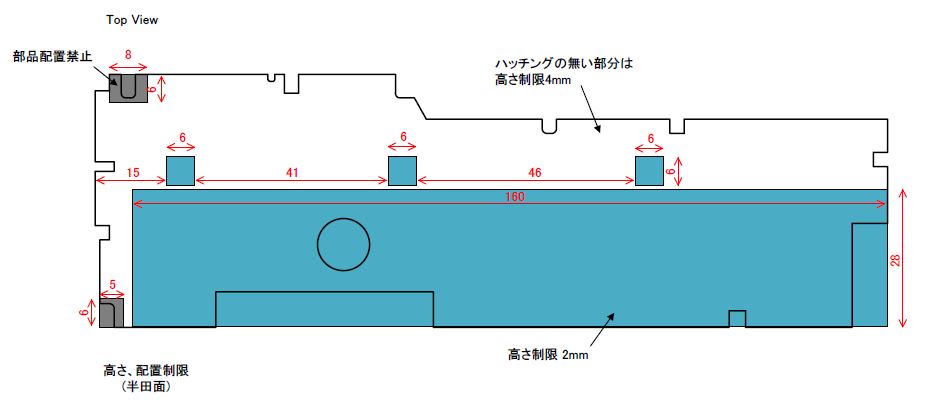 Top View
部品配置禁止
8
6
ハッチングの無い部分は
高さ制限4mm
6
6
6
6
15
41
46
160
28
5
6
高さ制限 2mm
高さ、配置制限
(半田面)